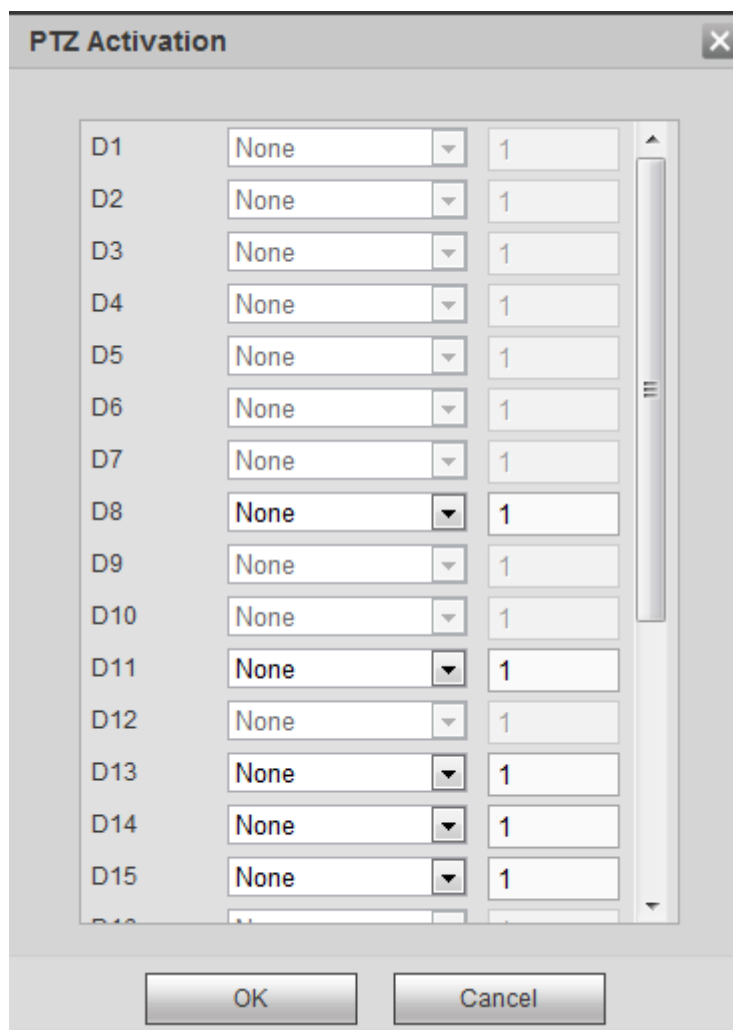 PTZ Activation
D1 None 1
D2 None 1
D3 None 1
D4 None 1
D5 None 1
D6 None 1
D7 None 1
D8 None 1
D9 None 1
D10 None 1
D11 None 1
D12 None 1
D13 None 1
D14 None 1
D15 None 1
OK Cancel